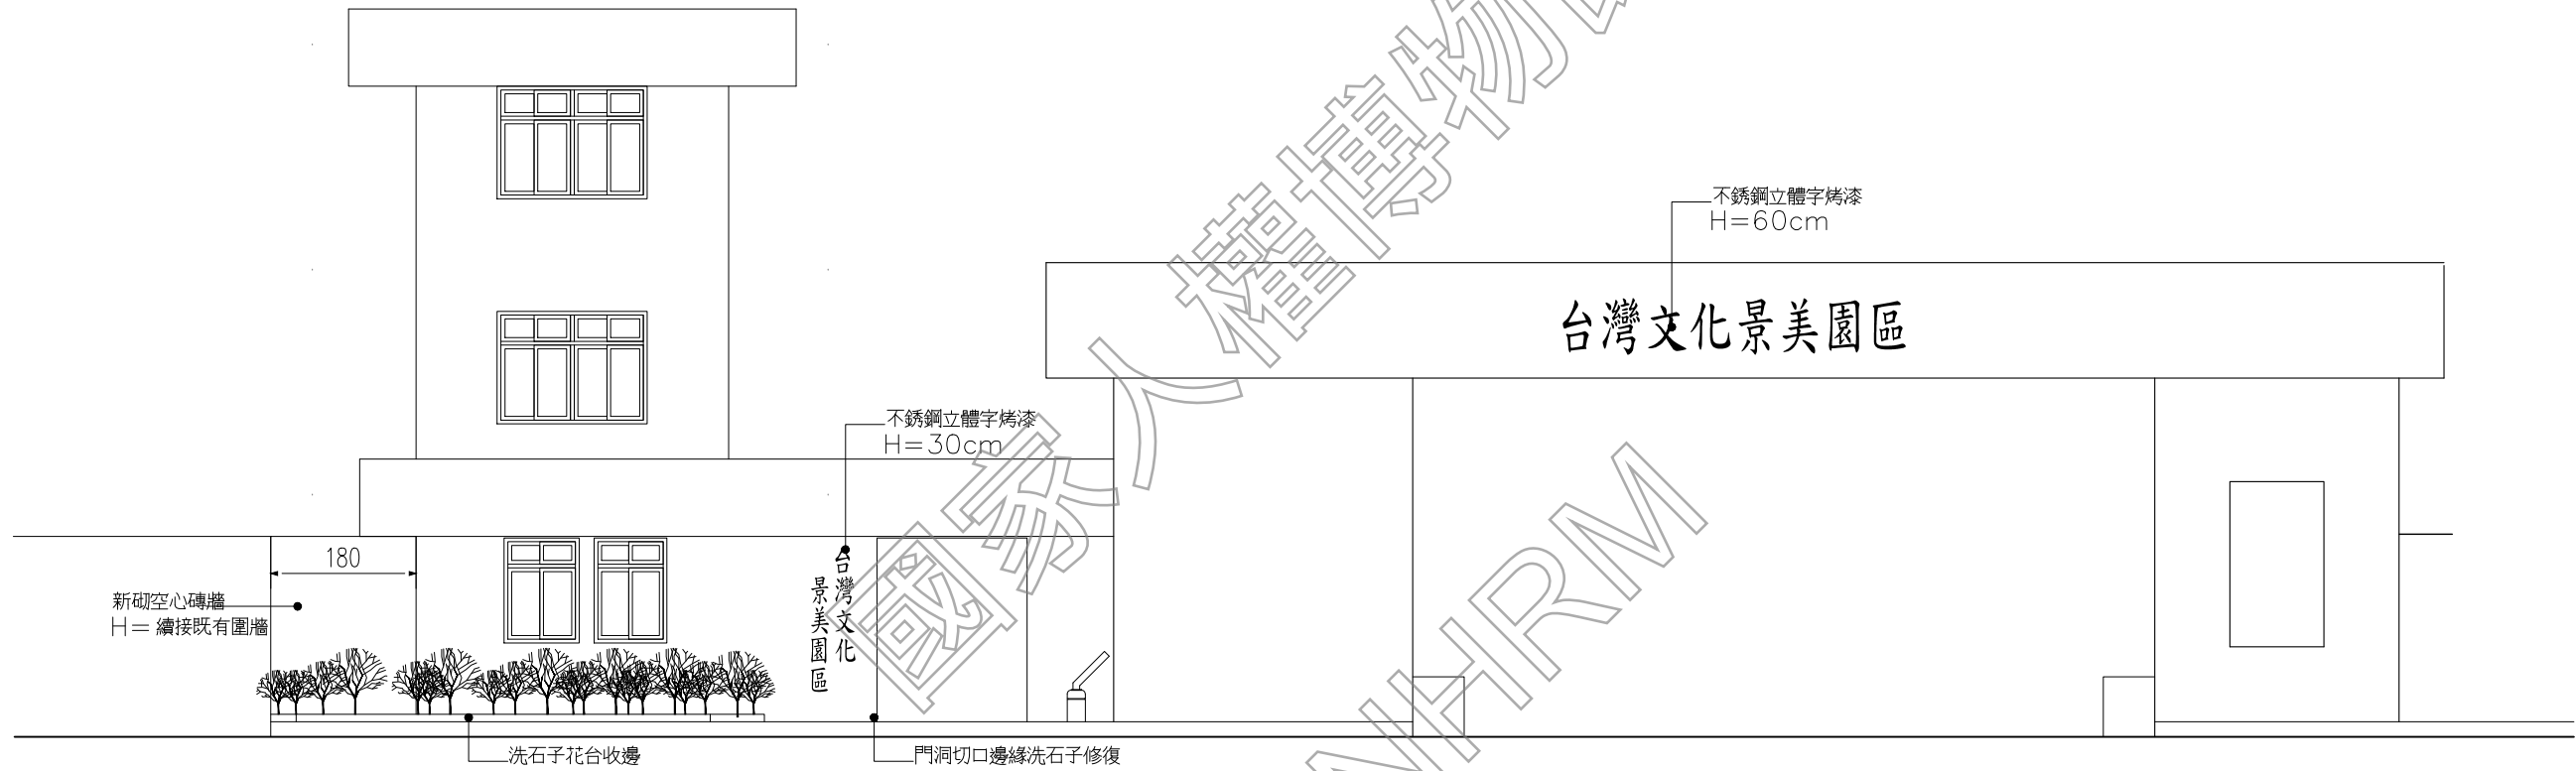 不銹鋼立體字烤漆
H=60cm
台灣文化景美園區
不銹鋼立體字烤漆
H=30cm
180
台灣文化
景美園區
新砌空心磚牆
H= 續接既有圍牆
洗石子花台收邊
門洞切口邊緣洗石子修復
國家人權博物
NHRM